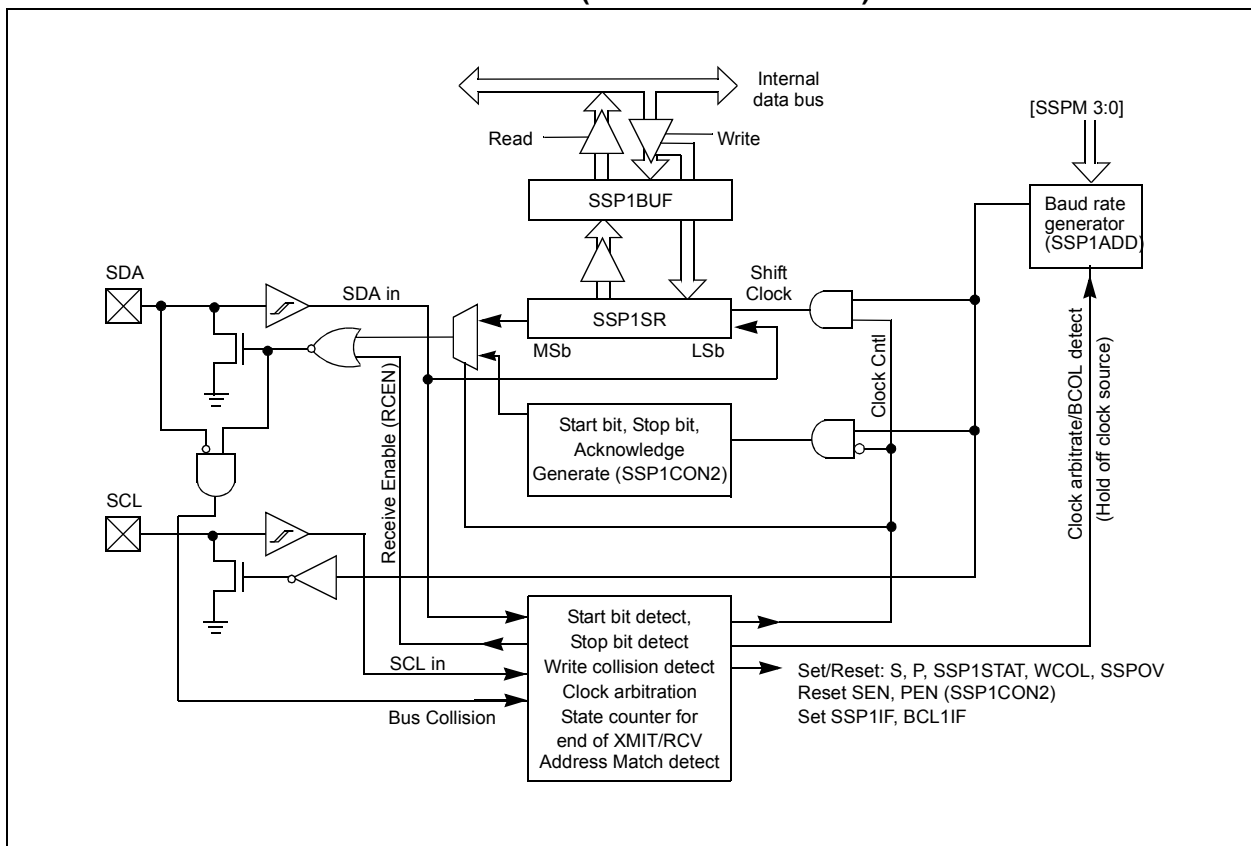 Internal
data bus
[SSPM 3:0]
Read
Write
SSP1BUF
Baud rate
generator
(SSP1ADD)
SDA
SDA in
Shift
Clock
SSP1SR
MSb
LSb
Clock Cntl
Clock arbitrate/BCOL detect
(Hold off clock source)
Receive Enable (RCEN)
Start bit, Stop bit,
Acknowledge
Generate (SSP1CON2)
SCL
SCL in
Bus Collision
Start bit detect,
Stop bit detect
Write collision detect
Clock arbitration
State counter for
end of XMIT/RCV
Address Match detect
Set/Reset: S, P, SSP1STAT, WCOL, SSPOV
Reset SEN, PEN (SSP1CON2)
Set SSP1IF, BCL1IF